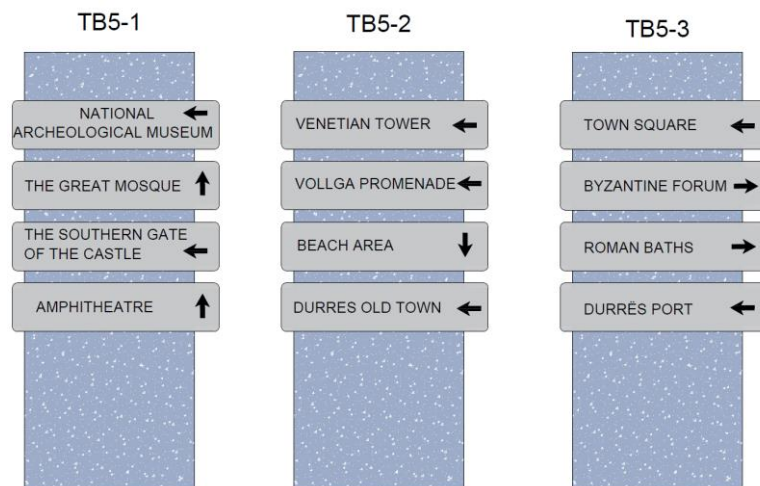 TB5-1
NATIONAL
ARCHEOLOGICAL MUSEUM
THE GREAT MOSQUE
THE SOUTHERN GATE
OF THE CASTLE
AMPHITHEATRE
TB5-2
VENETIAN TOWER
VOLLGA PROMENADE
BEACH AREA
DURRES OLD TOWN
TB5-3
TOWN SQUARE
BYZANTINE FORUM
ROMAN BATHS
DURRËS PORT